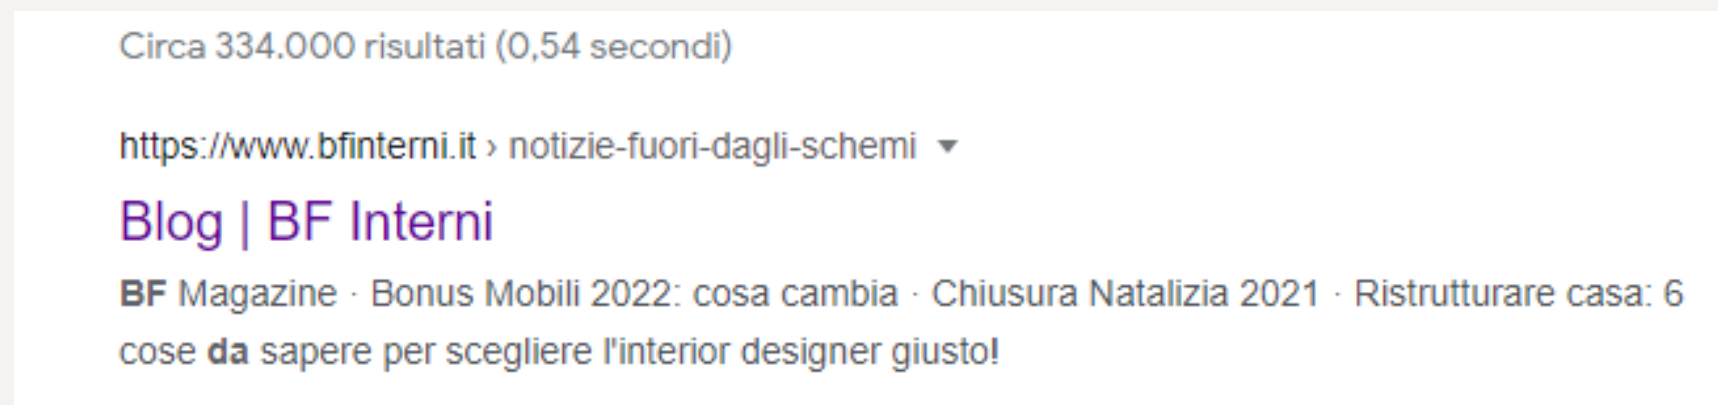 Circa 334.000 risultati (0,54 secondi)
https://www.bfinterni.it › notizie-fuori-dagli-schemi
Blog | BF Interni
BF Magazine · Bonus Mobili 2022: cosa cambia · Chiusura Natalizia 2021 · Ristrutturare casa: 6
cose da sapere per scegliere l'interior designer giusto!